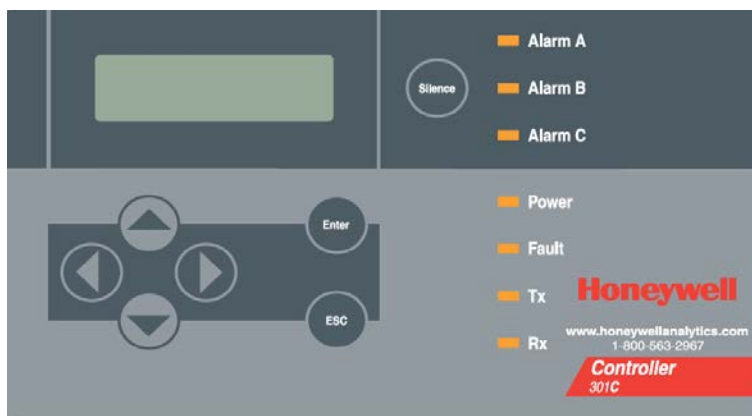 Alarm A
Silence
Alarm B
Alarm C
Power
Enter
Fault
Tx
Honeywell
ESC
www.honeywellanalytics.com
Rx
1-800-563-2967
Controller
301C